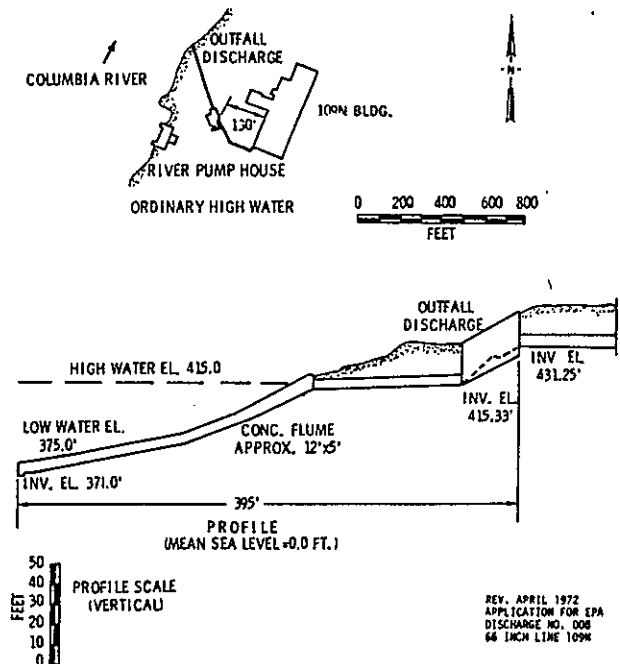 OUTFALL
DISCHARGE
COLUMBIA RIVER
-N-
109N BLDG.
130'
RIVER PUMP HOUSE
ORDINARY HIGH WATER
0 200 400 600 800
FEET
OUTFALL
DISCHARGE
HIGH WATER EL. 415.0
INV EL
431.25'
INV. EL.
415.33'
LOW WATER EL.
375.0'
CONC. FLUME
APPROX. 12'x5'
INV. EL. 371.0'
395'
PROFILE
(MEAN SEA LEVEL =0.0 FT.)
50
40
30
20
10
0
FEET
PROFILE SCALE
(VERTICAL)
REV. APRIL 1972
APPLICATION FOR EPA
DISCHARGE NO. 006
66 INCH LINE 109N